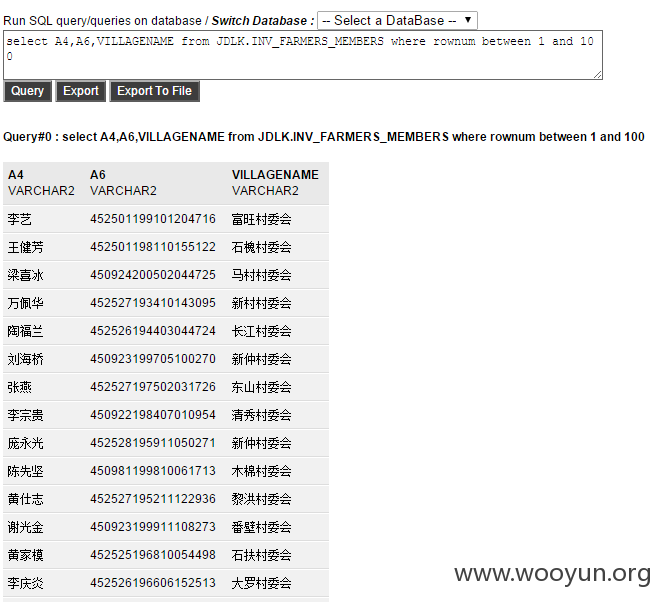 Run SQL query/queries on database / Switch Database : -- Select a DataBase --
select A4,A6,VILLAGENAME from JDLK.INV_FARMERS_MEMBERS where rownum between 1 and 10
0
Query Export Export To File
Query#0 : select A4,A6,VILLAGENAME from JDLK.INV_FARMERS_MEMBERS where rownum between 1 and 100
A4 A6 VILLAGENAME
VARCHAR2 VARCHAR2 VARCHAR2
李艺 452501199101204716 富旺村委会
王健芳 452501198110155122 石槐村委会
梁喜冰 450924200502044725 马村村委会
万佩华 452527193410143095 新村村委会
陶福兰 452526194403044724 长江村委会
刘海桥 450923199705100270 新仲村委会
张燕 452527197502031726 东山村委会
李宗贵 450922198407010954 清秀村委会
庞永光 452528195911050271 新仲村委会
陈先坚 450981199810061713 木棉村委会
黄仕志 452527195211122936 黎洪村委会
谢光金 450923199911108273 番壁村委会
黄家模 452525196810054498 石扶村委会
李庆炎 452526196606152513 大罗村委会
www.wooyun.org